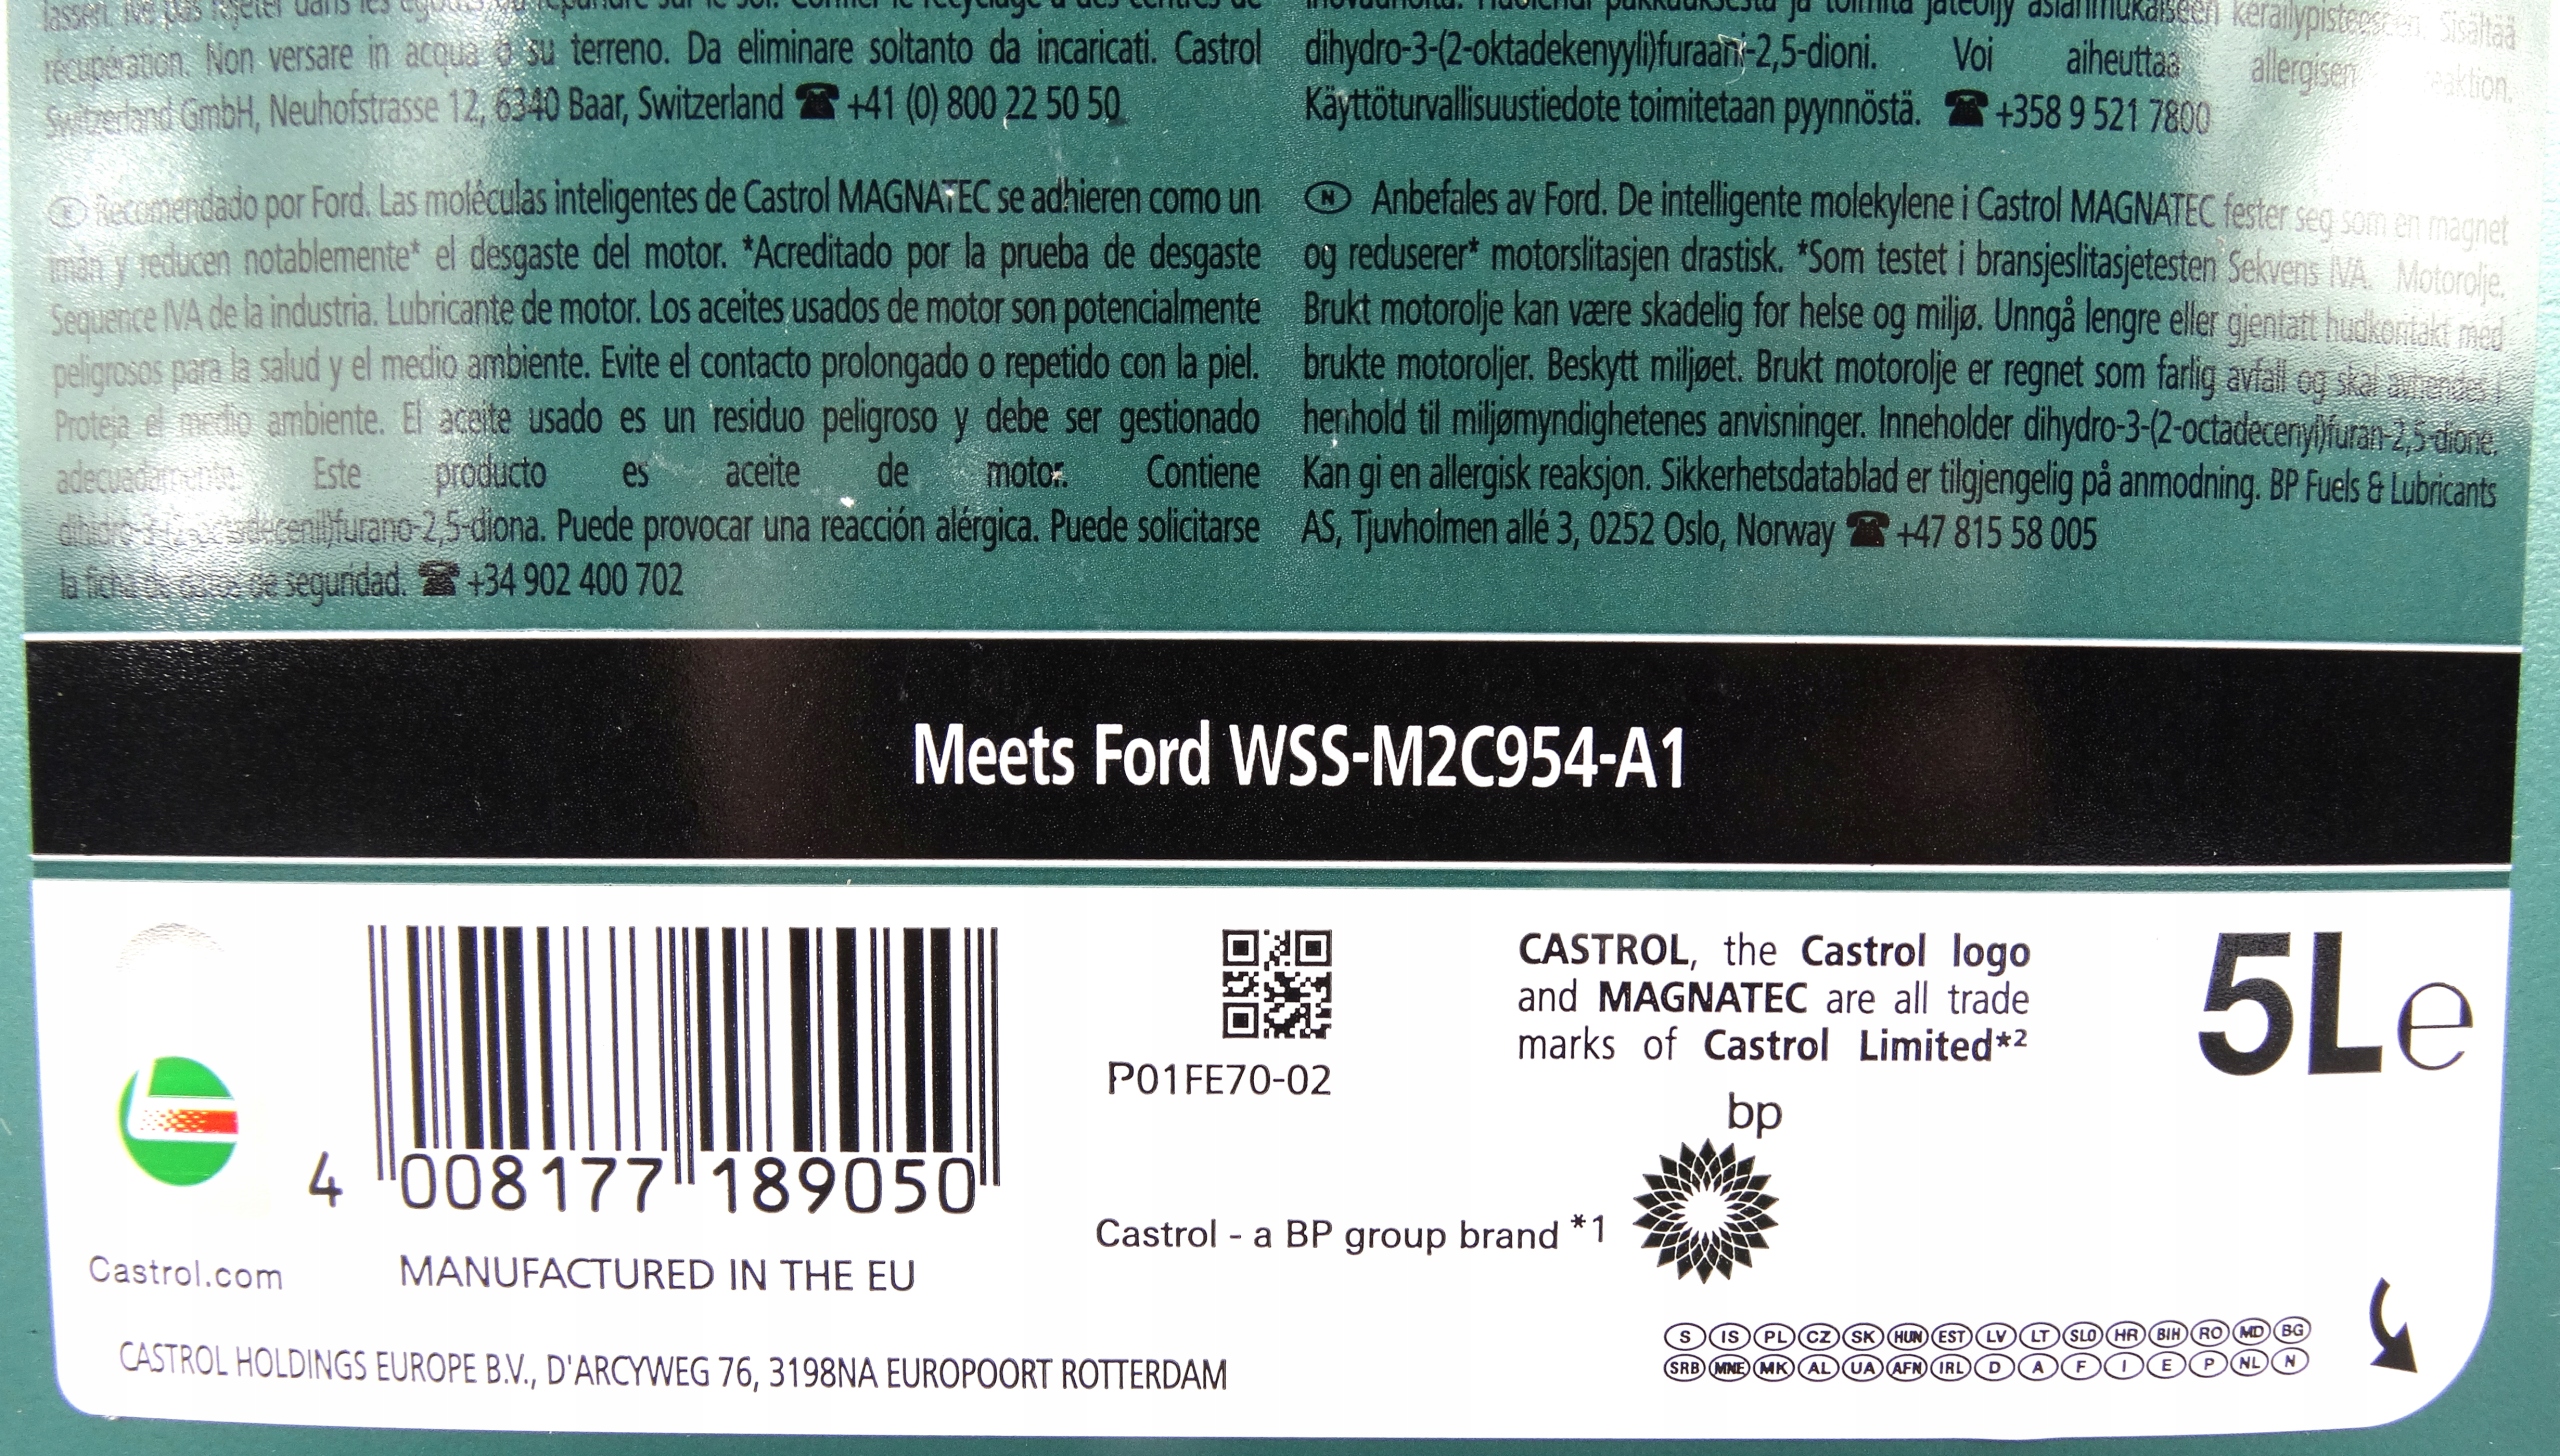 récupération. Non versare in acqua o su terreno. Da eliminare soltanto da incaricati. Castrol
Switzerland GmbH, Neuhofstrasse 12, 6340 Baar, Switzerland ☎ +41 (0) 800 22 50 50
dihydro-3-(2-oktadekenyyli)furaani-2,5-dioni. Voi aiheuttaa allergisen
Käyttöturvallisuustiedote toimitetaan pyynnöstä. ☎ +358 9 521 7800
E Recomendado por Ford. Las moléculas inteligentes de Castrol MAGNATEC se adhieren como un
imán y reducen notablemente* el desgaste del motor. *Acreditado por la prueba de desgaste
Sequence IVA de la industria. Lubricante de motor. Los aceites usados de motor son potencialmente
peligrosos para la salud y el medio ambiente. Evite el contacto prolongado o repetido con la piel.
Proteja el medio ambiente. El aceite usado es un residuo peligroso y debe ser gestionado
adecuadamente. Este producto es aceite de motor. Contiene
dihidro-3-(2-octadecenil)furano-2,5-diona. Puede provocar una reacción alérgica. Puede solicitarse
la ficha de datos de seguridad. ☎ +34 902 400 702
N Anbefales av Ford. De intelligente molekylene i Castrol MAGNATEC fester seg som en magnet
og reduserer* motorslitasjen drastisk. *Som testet i bransjeslitasjetesten Sekvens IVA. Motorolje.
Brukt motorolje kan være skadelig for helse og miljø. Unngå lengre eller gjentatt hudkontakt med
brukte motoroljer. Beskytt miljøet. Brukt motorolje er regnet som farlig avfall og skal avhendes i
henhold til miljømyndighetenes anvisninger. Inneholder dihydro-3-(2-octadecenyl)furan-2,5-dione.
Kan gi en allergisk reaksjon. Sikkerhetsdatablad er tilgjengelig på anmodning. BP Fuels & Lubricants
AS, Tjuvholmen allé 3, 0252 Oslo, Norway ☎ +47 815 58 005
Meets Ford WSS-M2C954-A1
4 008177 189050
Castrol.com
MANUFACTURED IN THE EU
P01FE70-02
CASTROL, the Castrol logo
and MAGNATEC are all trade
marks of Castrol Limited*²
5L e
bp
Castrol - a BP group brand *1
CASTROL HOLDINGS EUROPE B.V., D'ARCYWEG 76, 3198NA EUROPOORT ROTTERDAM
S IS PL CZ SK HUN EST LV LT SLO HR BIH RO MD BG
SRB MNE MK AL UA AFN IRL D A F I E P NL N